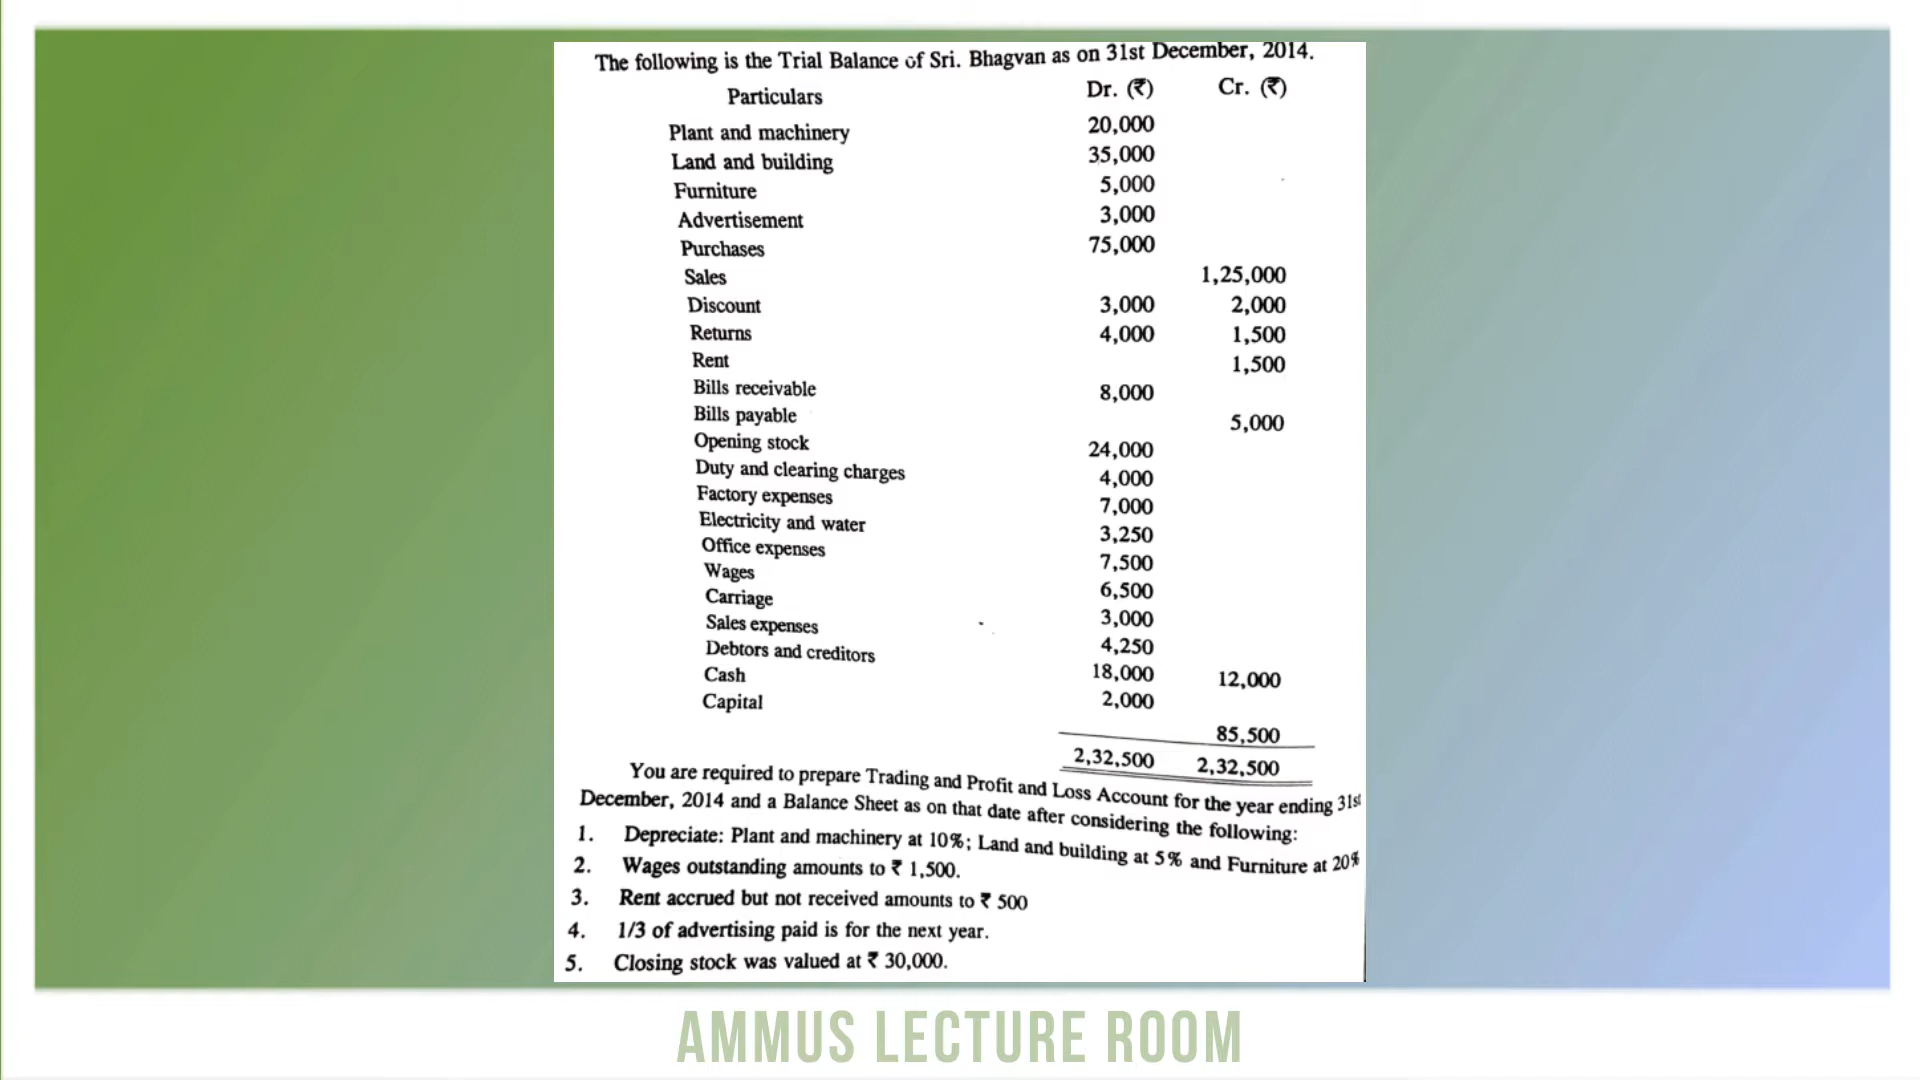 The following is the Trial Balance of Sri. Bhagvan as on 31st December, 2014.
Particulars Dr. (₹) Cr. (₹)
Plant and machinery 20,000
Land and building 35,000
Furniture 5,000
Advertisement 3,000
Purchases 75,000
Sales 1,25,000
Discount 3,000 2,000
Returns 4,000 1,500
Rent 1,500
Bills receivable 8,000
Bills payable 5,000
Opening stock 24,000
Duty and clearing charges 4,000
Factory expenses 7,000
Electricity and water 3,250
Office expenses 7,500
Wages 6,500
Carriage 3,000
Sales expenses 4,250
Debtors and creditors 18,000 12,000
Cash 2,000
Capital 85,500
2,32,500 2,32,500
You are required to prepare Trading and Profit and Loss Account for the year ending 31st
December, 2014 and a Balance Sheet as on that date after considering the following:
1. Depreciate: Plant and machinery at 10%; Land and building at 5% and Furniture at 20%
2. Wages outstanding amounts to ₹ 1,500.
3. Rent accrued but not received amounts to ₹ 500
4. 1/3 of advertising paid is for the next year.
5. Closing stock was valued at ₹ 30,000.
AMMUS LECTURE ROOM